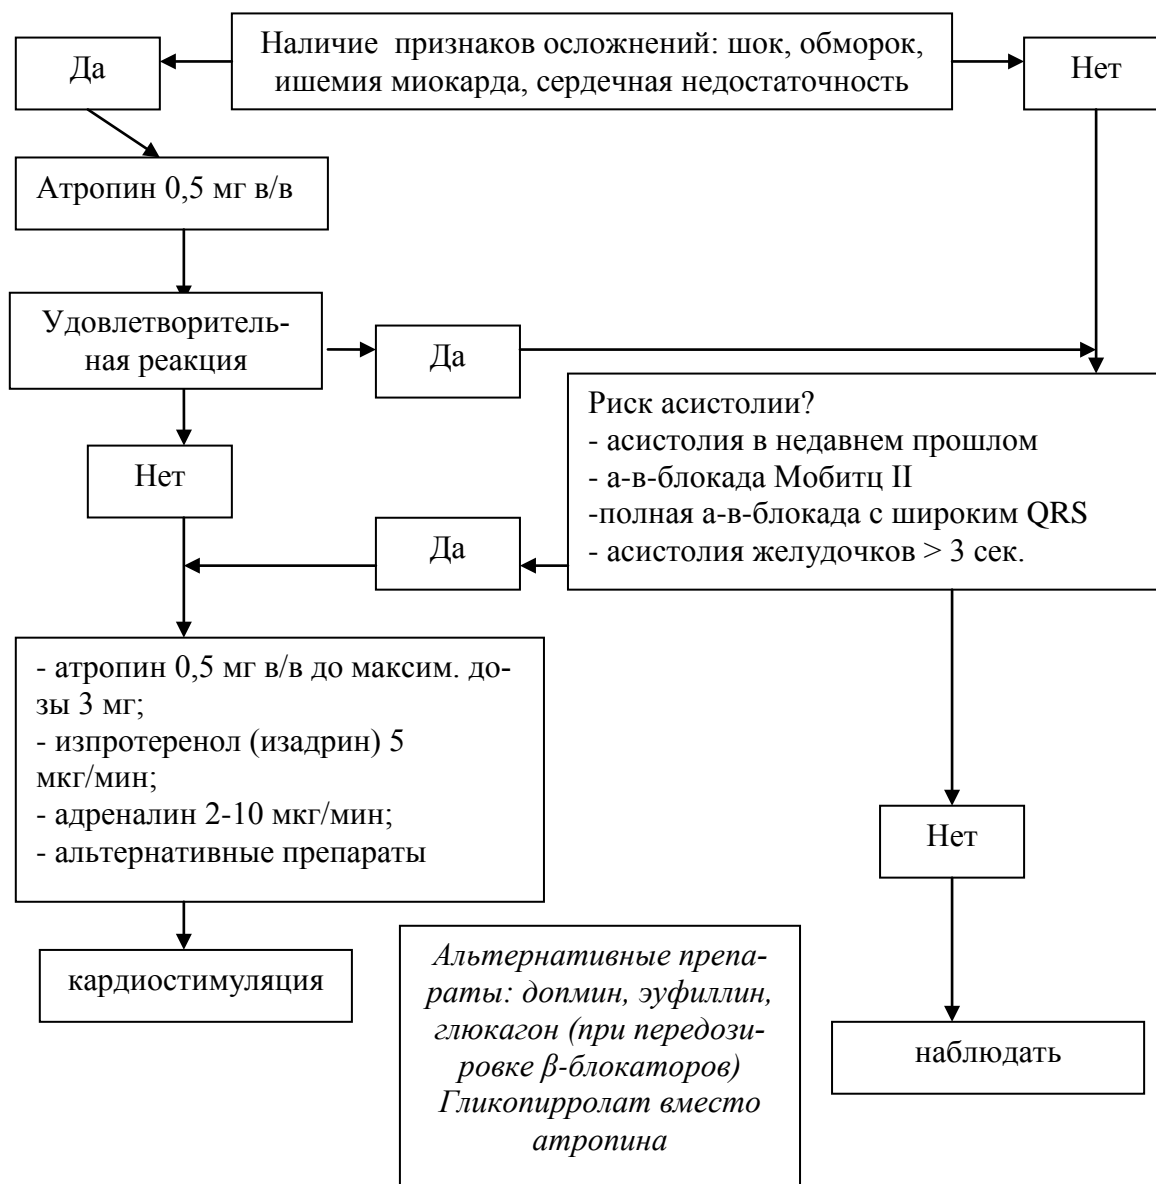 Наличие признаков осложнений: шок, обморок,
ишемия миокарда, сердечная недостаточность
Да
Нет
Атропин 0,5 мг в/в
Удовлетворитель-
ная реакция
Да
Риск асистолии?
- асистолия в недавнем прошлом
- а-в-блокада Мобитц II
-полная а-в-блокада с широким QRS
- асистолия желудочков > 3 сек.
Нет
Да
- атропин 0,5 мг в/в до максим. до-
зы 3 мг;
- изпротеренол (изадрин) 5
мкг/мин;
- адреналин 2-10 мкг/мин;
- альтернативные препараты
Нет
кардиостимуляция
Альтернативные препа-
раты: допмин, эуфиллин,
глюкагон (при передози-
ровке β-блокаторов)
Гликопирролат вместо
атропина
наблюдать